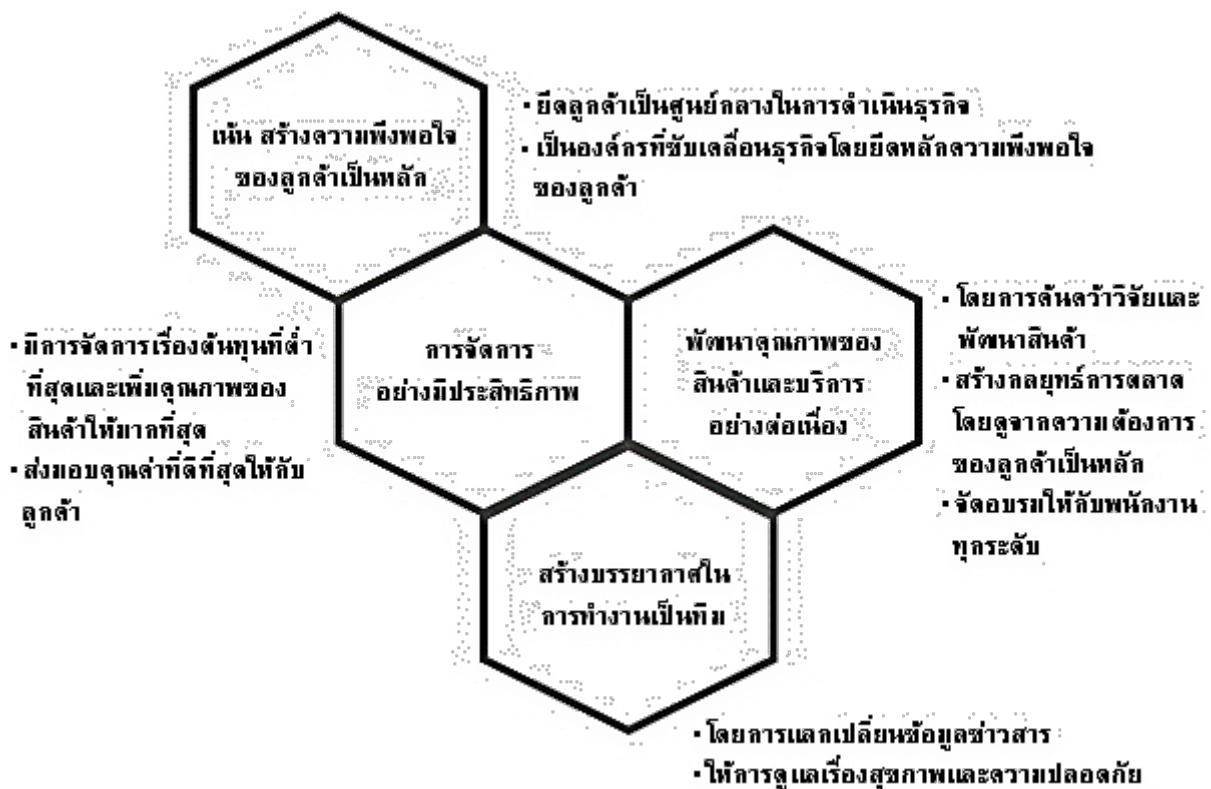 เน้น สร้างความพึงพอใจ
ของลูกค้าเป็นหลัก
• ยึดลูกค้าเป็นศูนย์กลางในการดำเนินธุรกิจ
• เป็นองค์กรที่ขับเคลื่อนธุรกิจโดยยึดหลักความพึงพอใจ
ของลูกค้า
การจัดการ
อย่างมีประสิทธิภาพ
• มีการจัดการเรื่องต้นทุนที่ต่ำ
ที่สุดและเพิ่มคุณภาพของ
สินค้าให้มากที่สุด
• ส่งมอบคุณค่าที่ดีที่สุดให้กับ
ลูกค้า
พัฒนาคุณภาพของ
สินค้าและบริการ
อย่างต่อเนื่อง
• โดยการค้นคว้าวิจัยและ
พัฒนาสินค้า
• สร้างกลยุทธ์การตลาด
โดยดูจากความต้องการ
ของลูกค้าเป็นหลัก
• จัดอบรมให้กับพนักงาน
ทุกระดับ
สร้างบรรยากาศใน
การทำงานเป็นทีม
• โดยการแลกเปลี่ยนข้อมูลข่าวสาร
• ให้การดูแลเรื่องสุขภาพและความปลอดภัย